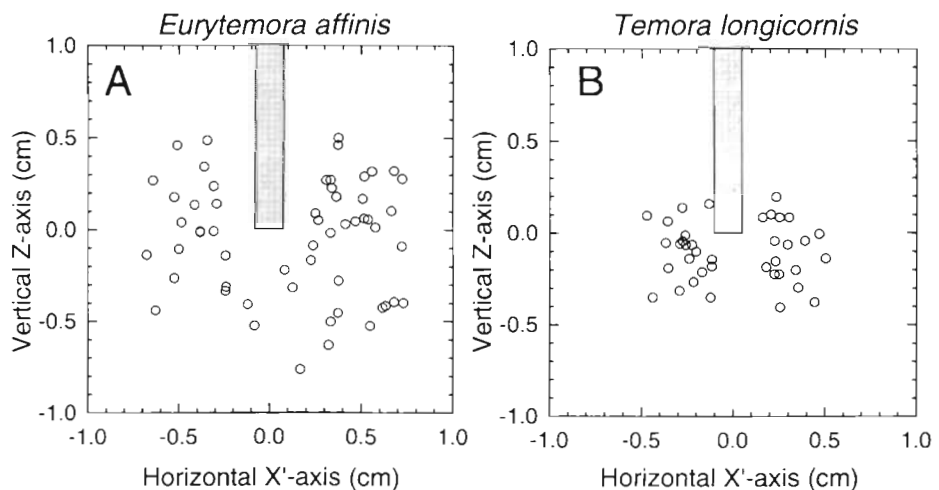 Eurytemora affinis
Temora longicornis
A
B
1.0
0.5
0.0
-0.5
-1.0
Vertical Z-axis (cm)
-1.0 -0.5 0.0 0.5 1.0
Horizontal X'-axis (cm)
1.0
0.5
0.0
-0.5
-1.0
Vertical Z-axis (cm)
-1.0 -0.5 0.0 0.5 1.0
Horizontal X'-axis (cm)